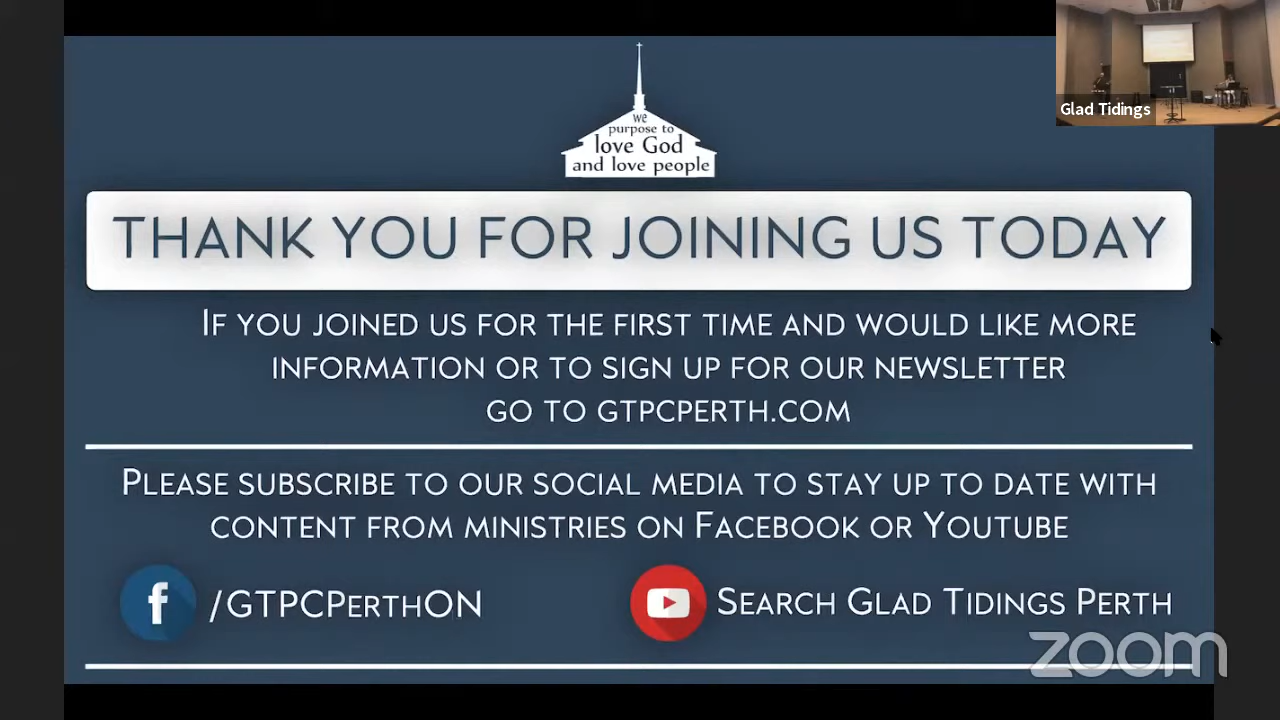 Glad Tidings
we
purpose to
love God
and love people
THANK YOU FOR JOINING US TODAY
IF YOU JOINED US FOR THE FIRST TIME AND WOULD LIKE MORE
INFORMATION OR TO SIGN UP FOR OUR NEWSLETTER
GO TO GTPCPERTH.COM
PLEASE SUBSCRIBE TO OUR SOCIAL MEDIA TO STAY UP TO DATE WITH
CONTENT FROM MINISTRIES ON FACEBOOK OR YOUTUBE
f /GTPCPERTHON
SEARCH GLAD TIDINGS PERTH
zoom